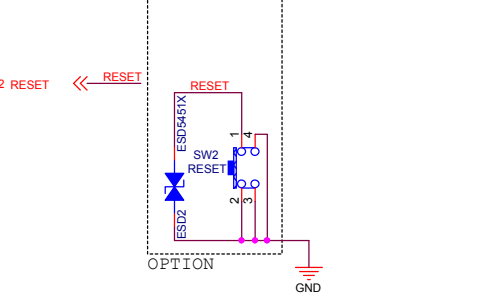 2 RESET
RESET
RESET
ESD5451X
1
4
SW2
RESET
2
3
ESD2
OPTION
GND